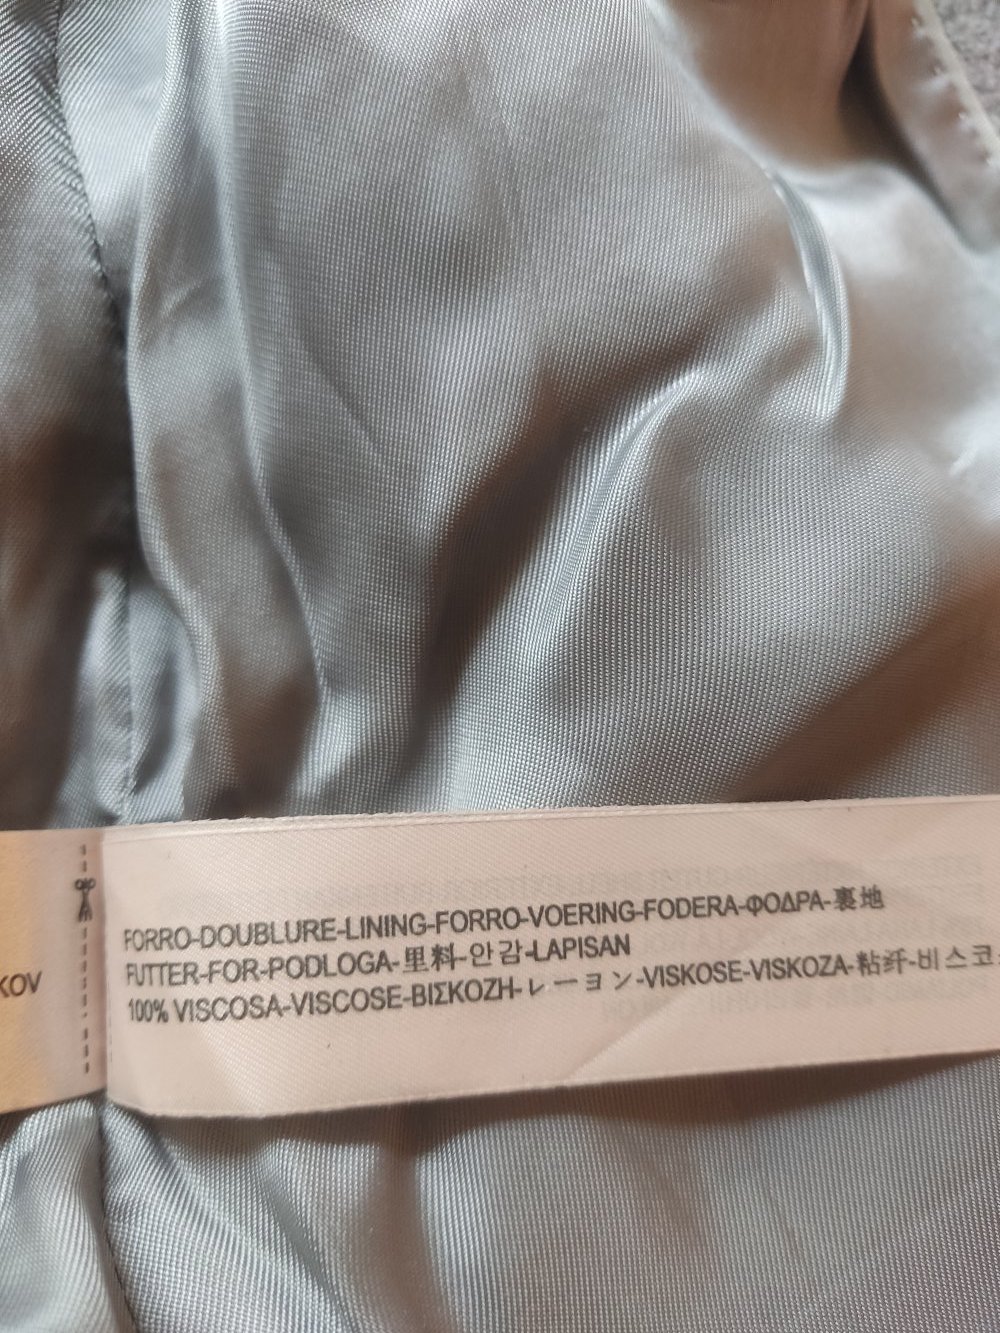 FORRO-DOUBLURE-LINING-FORRO-VOERING-FODERA-ΦΟΔΡΑ-裏地
FUTTER-FOR-PODLOGA-里料-안감-LAPISAN
100% VISCOSA-VISCOSE-ΒΙΣΚΟΖΗ-レーヨン-VISKOSE-VISKOZA-粘纤-비스코
KOV